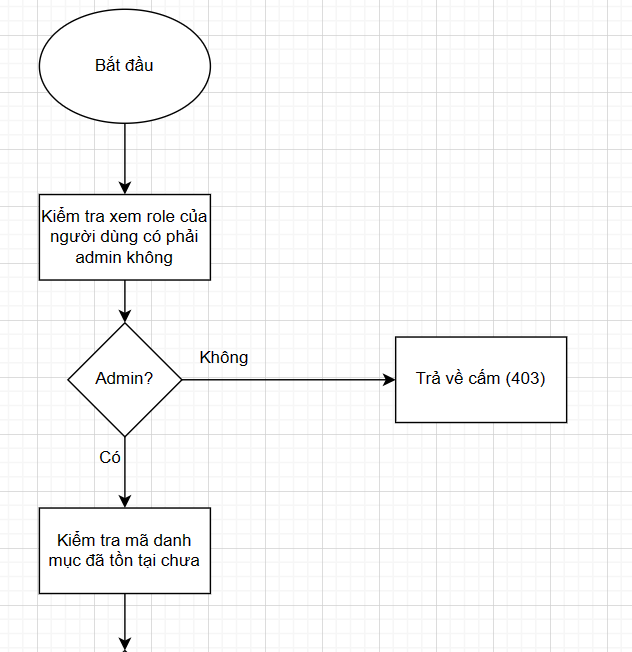 Bắt đầu
Kiểm tra xem role của
người dùng có phải
admin không
Không
Admin?
Trả về cấm (403)
Có
Kiểm tra mã danh
mục đã tồn tại chưa